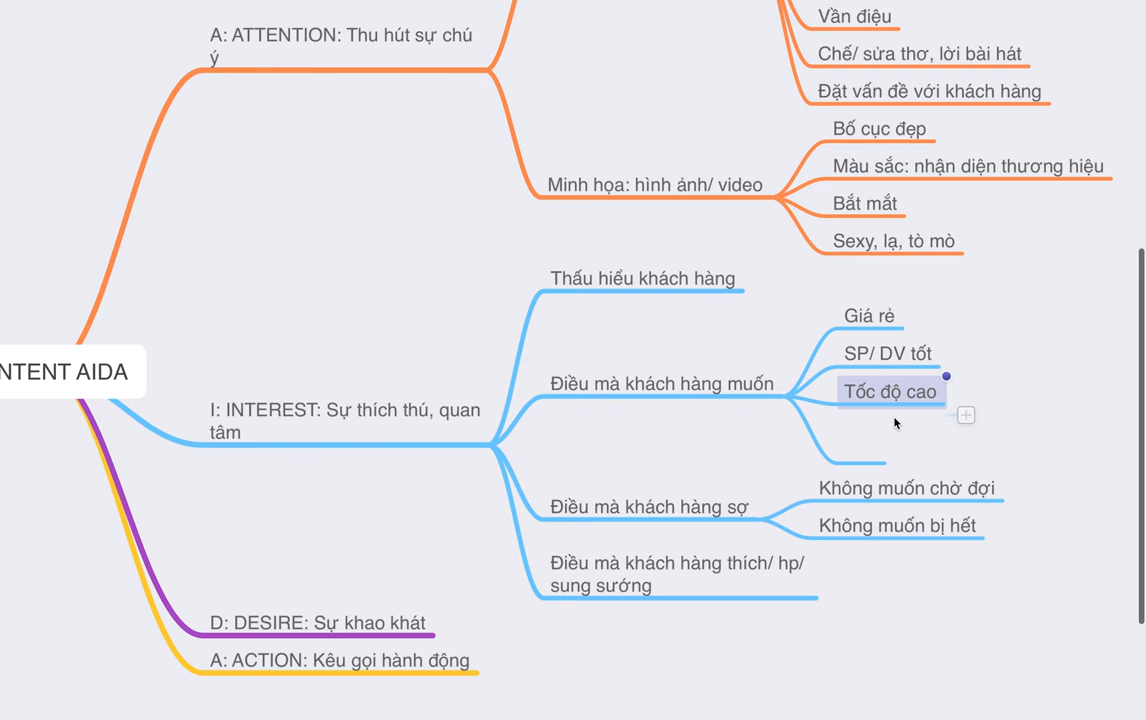 A: ATTENTION: Thu hút sự chú
ý
Vần điệu
Chế/ sửa thơ, lời bài hát
Đặt vấn đề với khách hàng
Minh họa: hình ảnh/ video
Bố cục đẹp
Màu sắc: nhận diện thương hiệu
Bắt mắt
Sexy, lạ, tò mò
NTENT AIDA
I: INTEREST: Sự thích thú, quan
tâm
Thấu hiểu khách hàng
Điều mà khách hàng muốn
Giá rẻ
SP/ DV tốt
Tốc độ cao
Điều mà khách hàng sợ
Không muốn chờ đợi
Không muốn bị hết
Điều mà khách hàng thích/ hp/
sung sướng
D: DESIRE: Sự khao khát
A: ACTION: Kêu gọi hành động